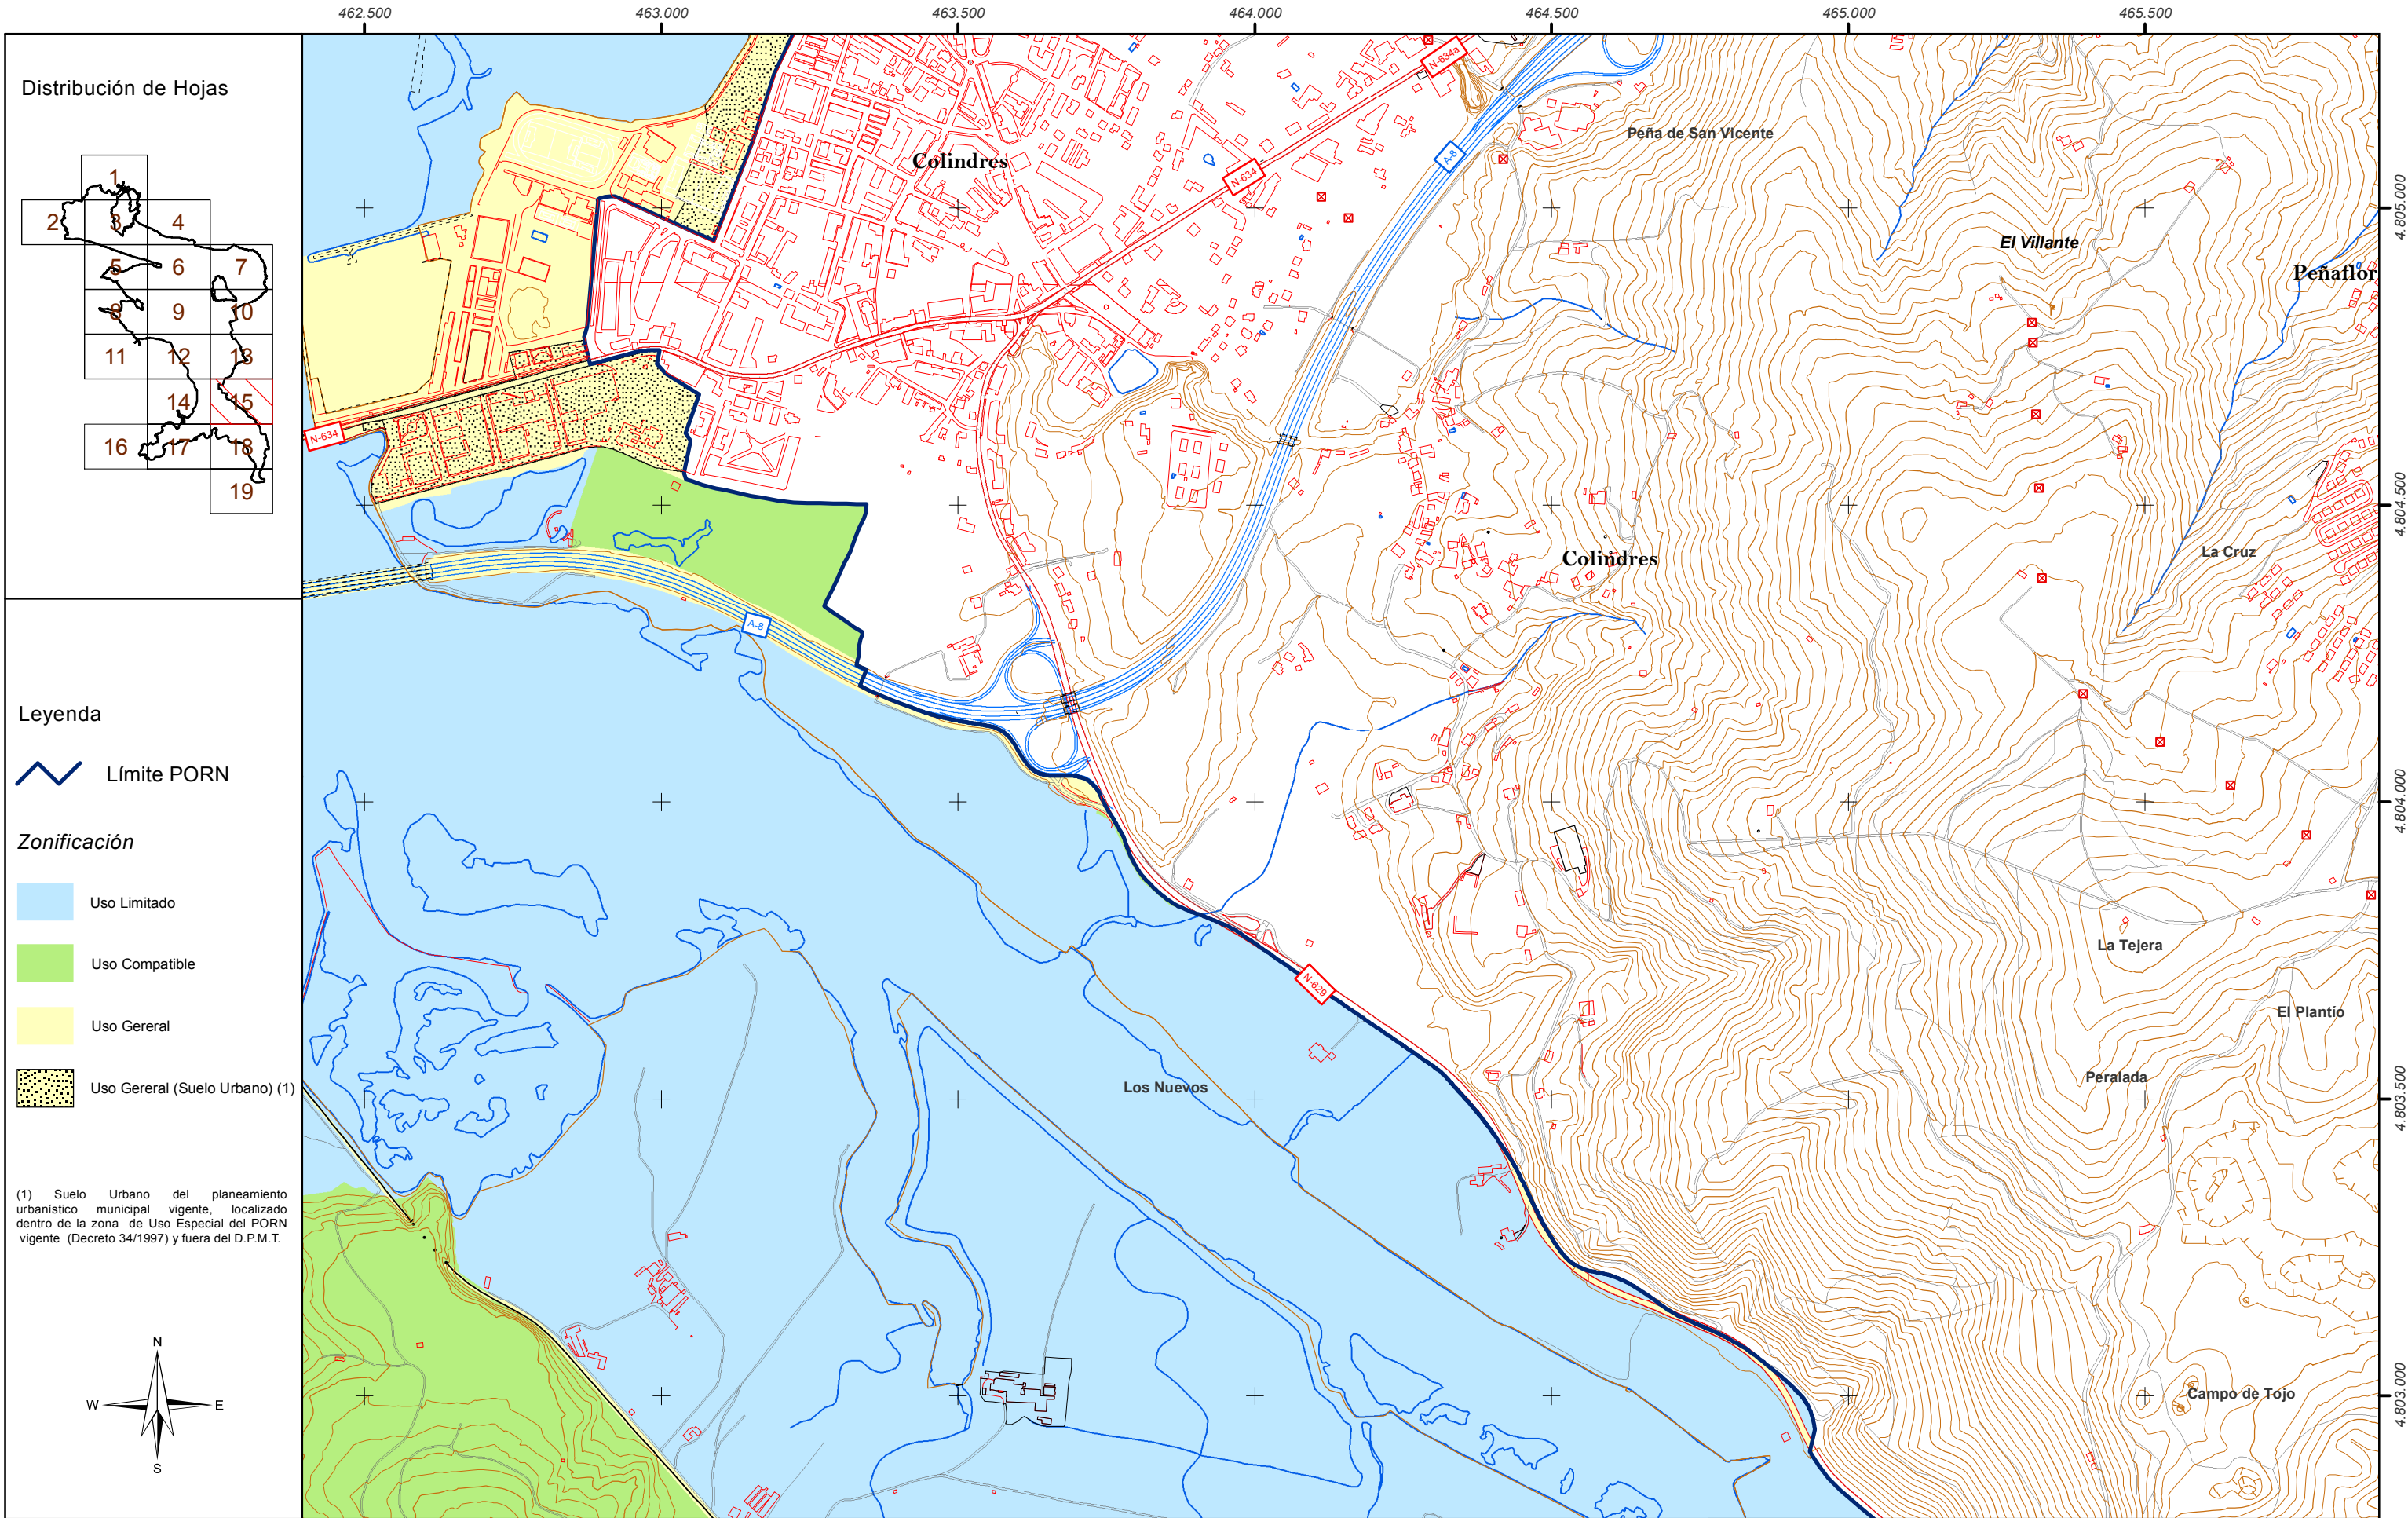 462.500 463.000 463.500 464.000 464.500 465.000 465.500
Distribución de Hojas
1
2 3 4
5 6 7
8 9 10
11 12 13
14 15
16 17 18
19
Leyenda
Límite PORN
Zonificación
Uso Limitado
Uso Compatible
Uso Gereral
Uso Gereral (Suelo Urbano) (1)
(1) Suelo Urbano del planeamiento
urbanístico municipal vigente, localizado
dentro de la zona de Uso Especial del PORN
vigente (Decreto 34/1997) y fuera del D.P.M.T.
N
W E
S
N-634a
Peña de San Vicente
A-8
Colindres
N-634
El Villante
Peñaflor
N-634
La Cruz
Colindres
A-8
La Tejera
N-629
El Plantío
Peralada
Los Nuevos
Campo de Tojo
4.805.000
4.804.500
4.804.000
4.803.500
4.803.000